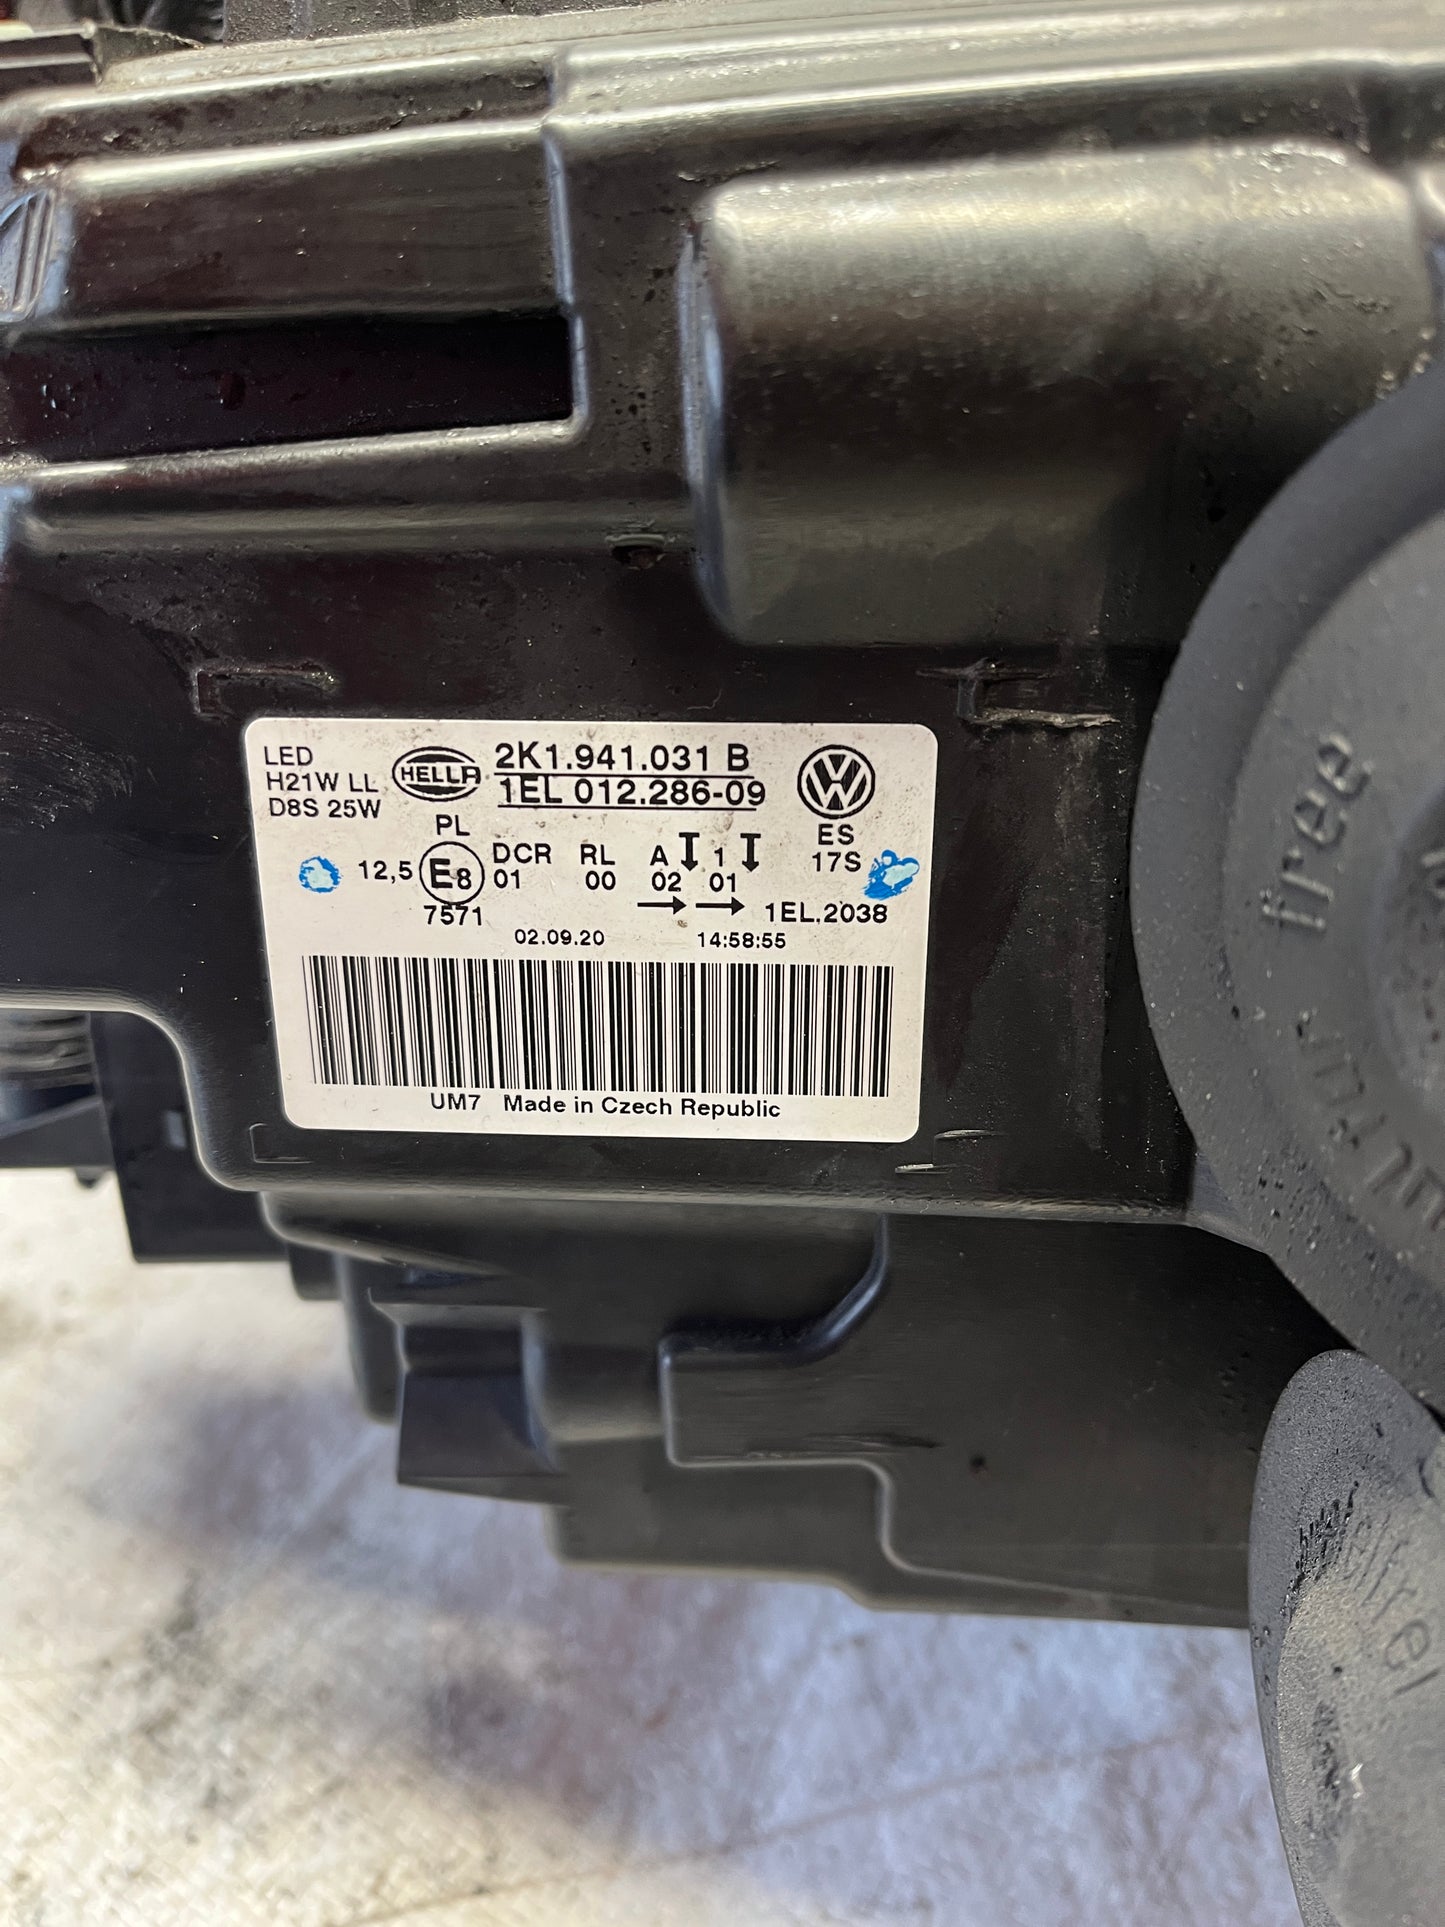 LED
H21W LL
D8S 25W
HELLA
2K1.941.031 B
1EL 012.286-09
PL
12,5 E8
7571
DCR RL A 1
01 00 02 01
→ →
ES
17S
1EL.2038
02.09.20 14:58:55
UM7 Made in Czech Republic
free